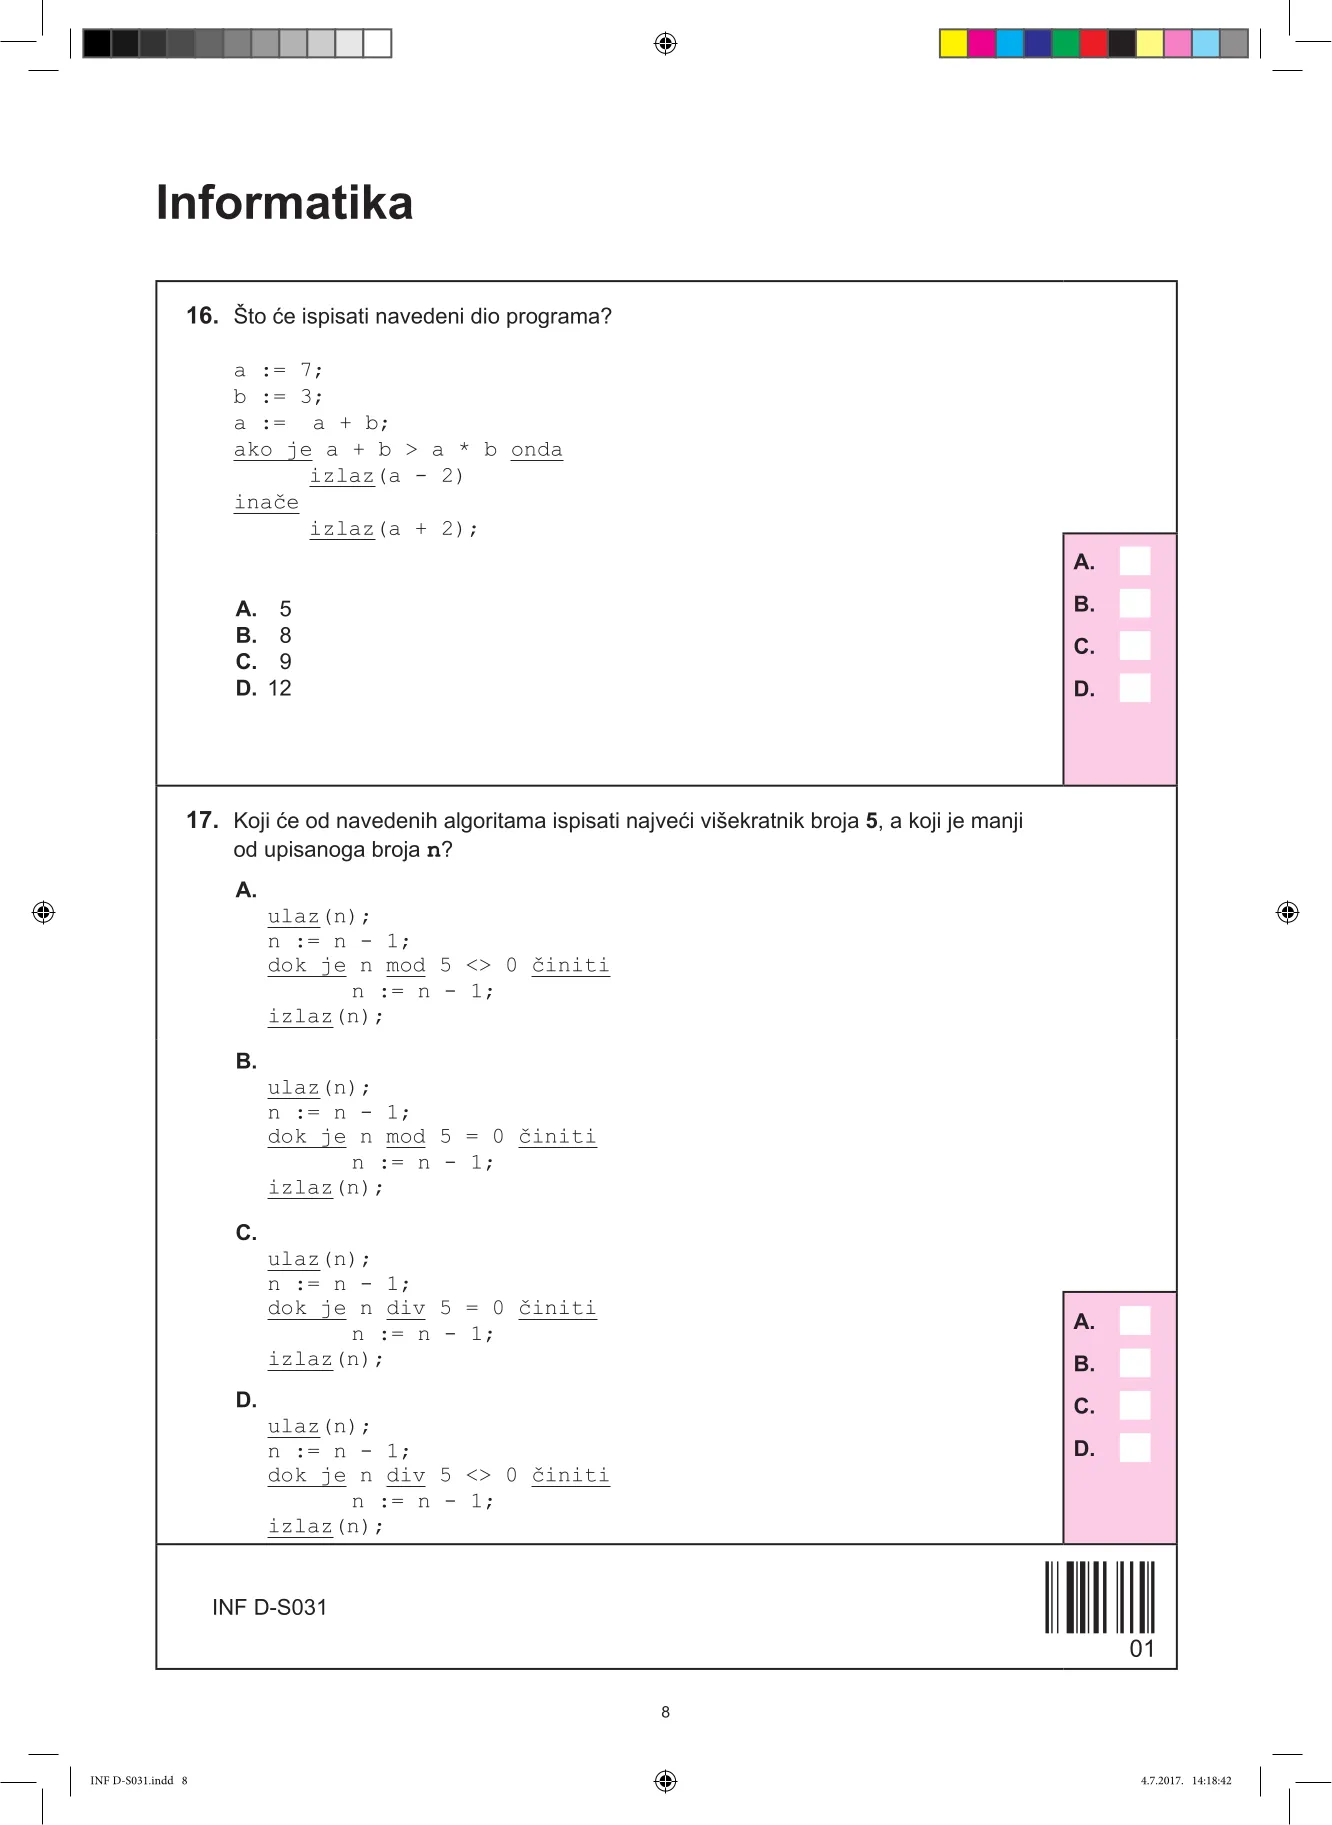 Informatika
16. Što će ispisati navedeni dio programa?
a := 7;
b := 3;
a :=  a + b;
ako je a + b > a * b onda
izlaz(a - 2)
inače
izlaz(a + 2);
A. 5
B. 8
C. 9
D. 12
A.
B.
C.
D.
17. Koji će od navedenih algoritama ispisati najveći višekratnik broja 5, a koji je manji
od upisanoga broja n?
A.
ulaz(n);
n := n - 1;
dok je n mod 5 <> 0 činiti
n := n - 1;
izlaz(n);
B.
ulaz(n);
n := n - 1;
dok je n mod 5 = 0 činiti
n := n - 1;
izlaz(n);
C.
ulaz(n);
n := n - 1;
dok je n div 5 = 0 činiti
n := n - 1;
izlaz(n);
D.
ulaz(n);
n := n - 1;
dok je n div 5 <> 0 činiti
n := n - 1;
izlaz(n);
A.
B.
C.
D.
INF D-S031
01
8
INF D-S031.indd 8
4.7.2017. 14:18:42